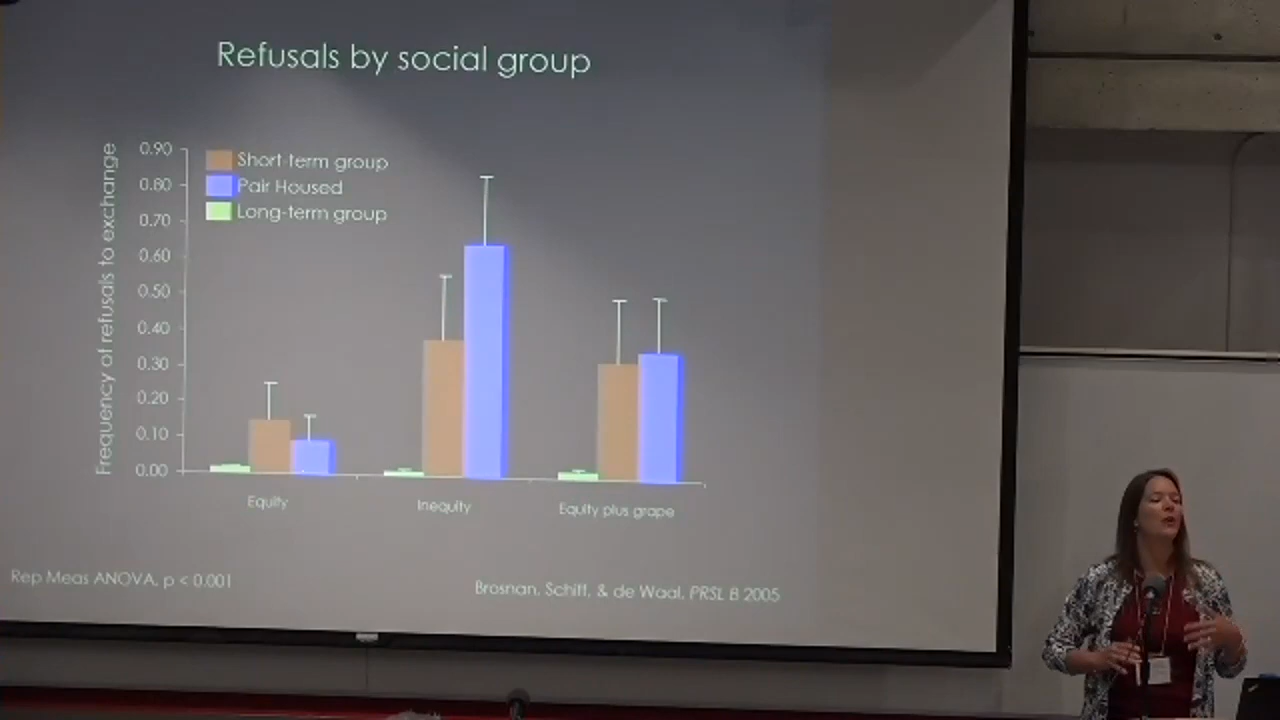 Refusals by social group
Frequency of refusals to exchange
0.90
0.80
0.70
0.60
0.50
0.40
0.30
0.20
0.10
0.00
Short-term group
Pair Housed
Long-term group
Equity
Inequity
Equity plus grape
Rep Meas ANOVA, p < 0.001
Brosnan, Schiff, & de Waal, PRSL B 2005